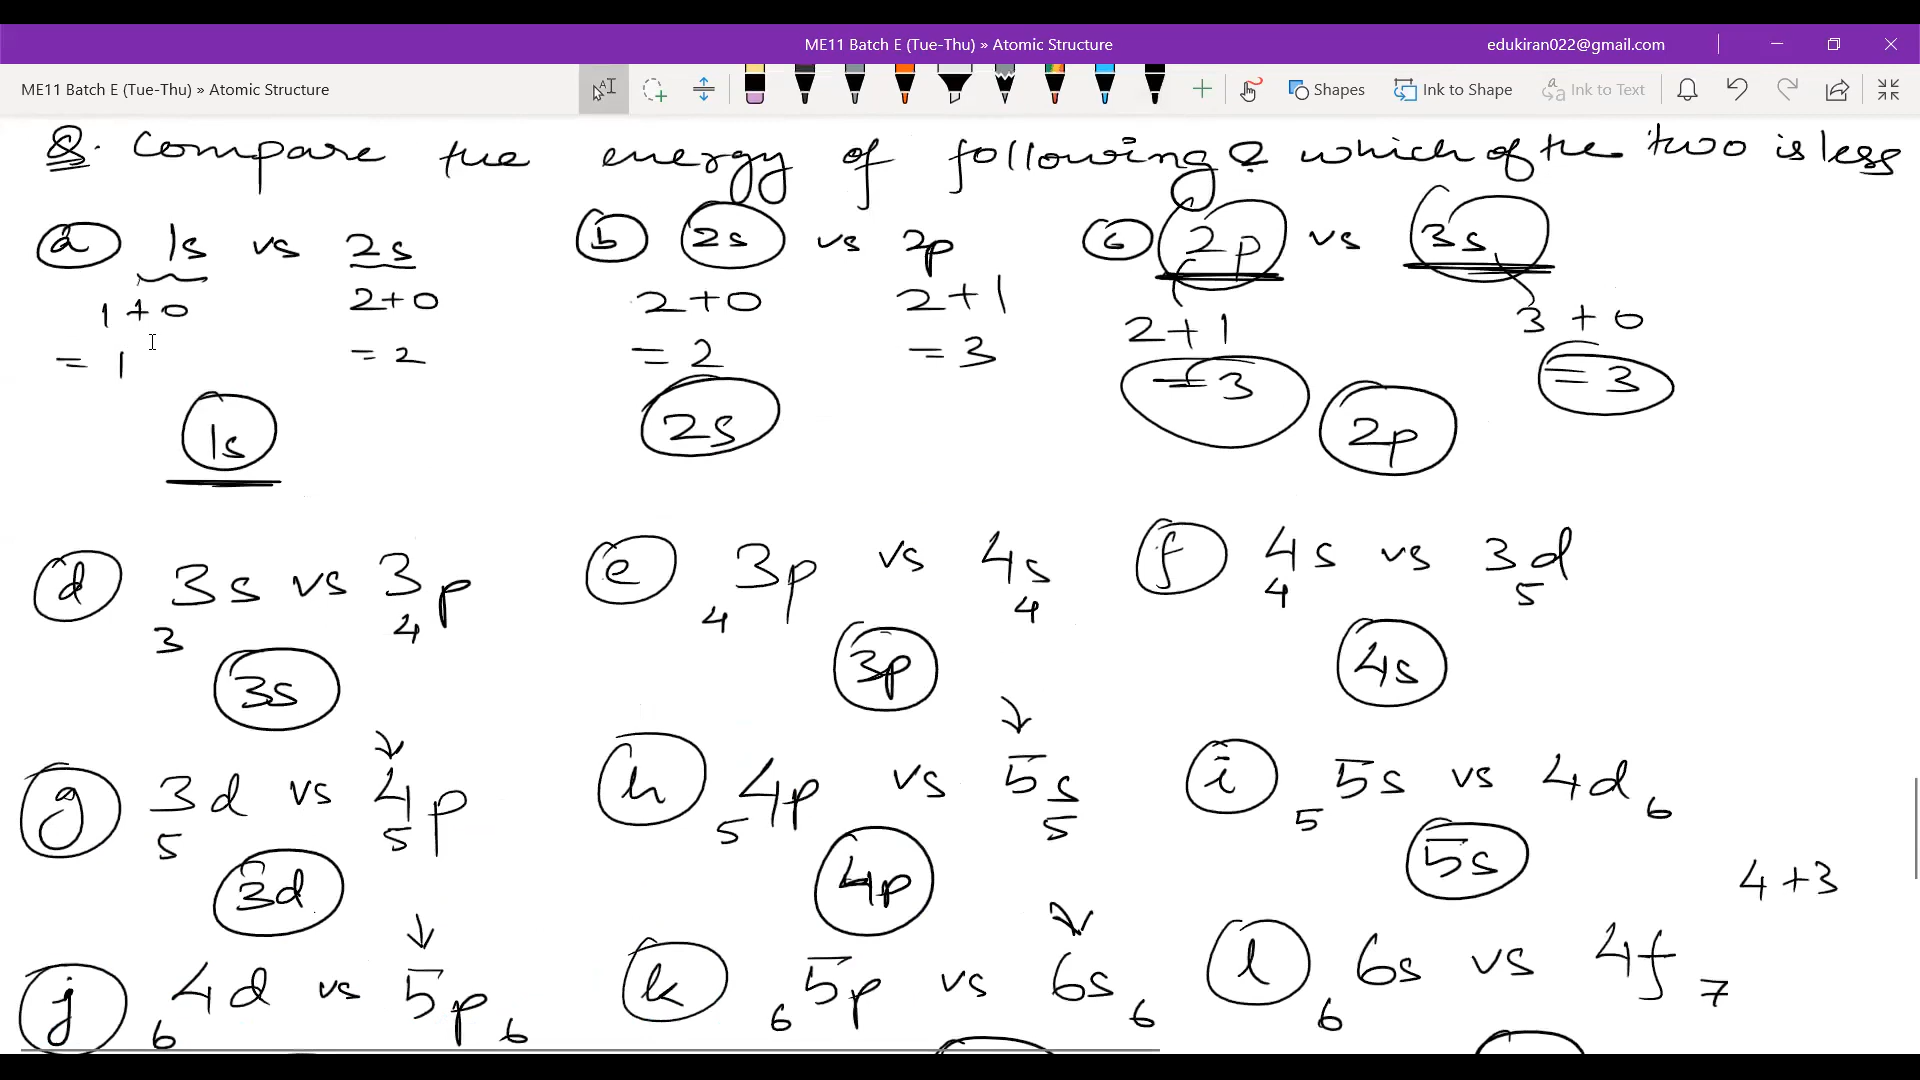 ME11 Batch E (Tue-Thu) » Atomic Structure
edukiran022@gmail.com
ME11 Batch E (Tue-Thu) » Atomic Structure
Shapes
Ink to Shape
Ink to Text
Q. Compare the energy of following & which of the two is less
a 1s vs 2s
1+0 2+0
= 1 = 2
1s
b 2s vs 2p
2+0 2+1
= 2 = 3
2s
c 2p vs 3s
2+1 3+0
= 3 = 3
2p
d 3s vs 3p
3 4
3s
e 3p vs 4s
4 4
3p
f 4s vs 3d
4 5
4s
g 3d vs 4p
5 5
3d
h 4p vs 5s
5 5
4p
i 5s vs 4d
5 6
5s
4+3
j 4d vs 5p
6 6
k 5p vs 6s
6 6
l 6s vs 4f
6 7